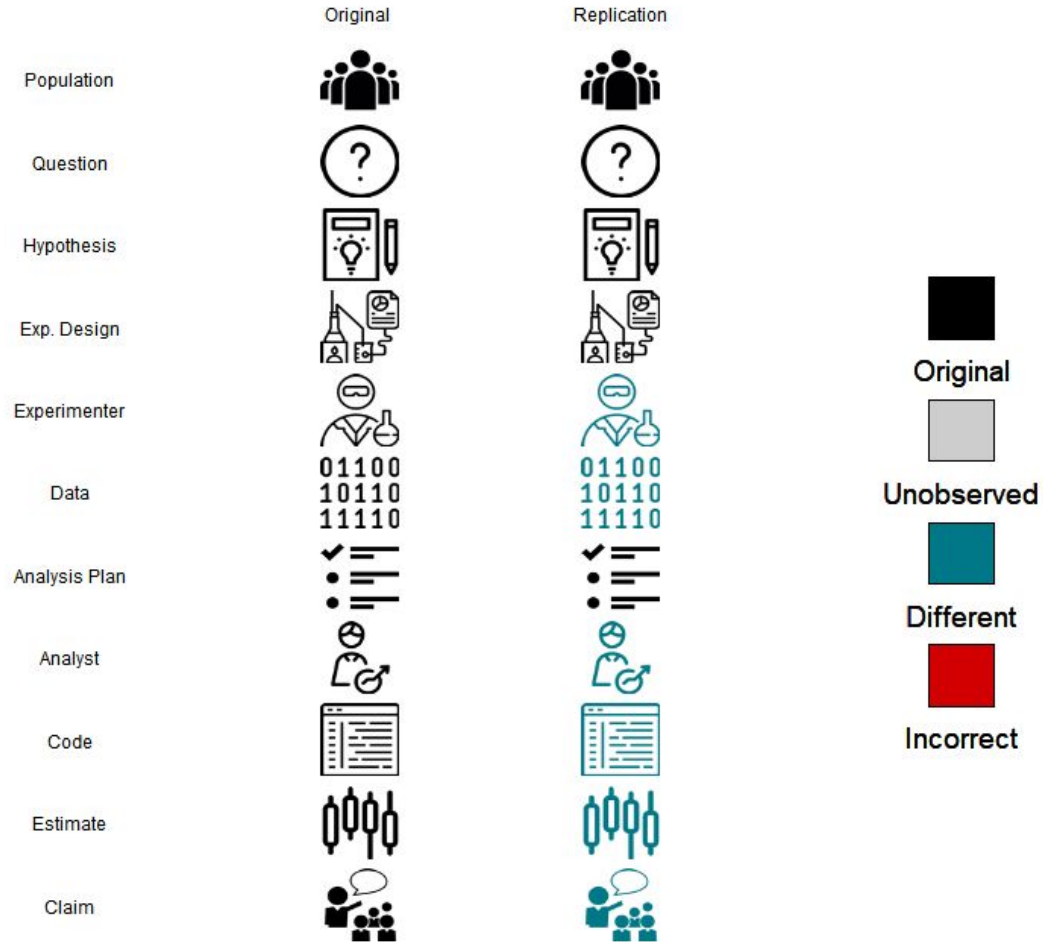 Original Replication
Population
Question
?
?
Hypothesis
Exp. Design
Experimenter
Data
01100
10110
11110
01100
10110
11110
Analysis Plan
Analyst
Code
Estimate
Claim
Original
Unobserved
Different
Incorrect